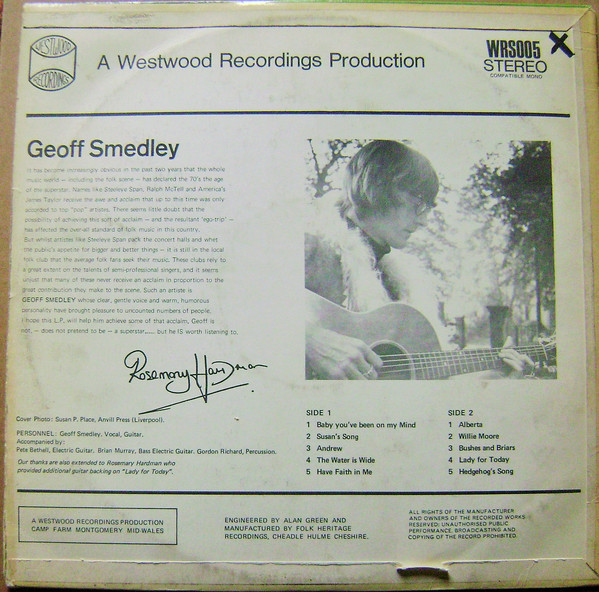 WESTWOOD
RECORDINGS
A Westwood Recordings Production
WRS005
STEREO
COMPATIBLE MONO
X
Geoff Smedley
It has become increasingly obvious in the past two years that the whole
music world — including the folk scene — has declared the 70's the age
of the superstar. Names like Steeleye Span, Ralph McTell and America's
James Taylor receive the awe and acclaim that up to this time was only
accorded to top "pop" artists. There seems little doubt that the
possibility of achieving this sort of acclaim — and the resultant 'ego-trip' —
has effected the over-all standard of folk music in this country.
But whilst artistes like Steeleye Span pack the concert halls and whet
the public's appetite for bigger and better things — it is still in the local
folk club that the average folk fans seek their music. These clubs rely to
a great extent on the talents of semi-professional singers, and it seems
unjust that many of these never receive an acclaim in proportion to the
great contribution they make to the scene. Such an artiste is
GEOFF SMEDLEY whose clear, gentle voice and warm, humorous
personality have brought pleasure to uncounted numbers of people.
I hope this L.P. will help him achieve some of that acclaim. Geoff is
not, — does not pretend to be — a superstar..... but he IS worth listening to.
Rosemary Hardman
Cover Photo : Susan P. Place, Anvill Press (Liverpool).
PERSONNEL: Geoff Smedley, Vocal, Guitar.
Accompanied by:
Pete Bethell, Electric Guitar. Brian Murray, Bass Electric Guitar. Gordon Richard, Percussion.
Our thanks are also extended to Rosemary Hardman who
provided additional guitar backing on "Lady for Today".
SIDE 1
1 Baby you've been on my Mind
2 Susan's Song
3 Andrew
4 The Water is Wide
5 Have Faith in Me
SIDE 2
1 Alberta
2 Willie Moore
3 Bushes and Briars
4 Lady for Today
5 Hedgehog's Song
A WESTWOOD RECORDINGS PRODUCTION
CAMP FARM MONTGOMERY MID-WALES
ENGINEERED BY ALAN GREEN AND
MANUFACTURED BY FOLK HERITAGE
RECORDINGS, CHEADLE HULME CHESHIRE.
ALL RIGHTS OF THE MANUFACTURER
AND OWNERS OF THE RECORDED WORKS
RESERVED: UNAUTHORISED PUBLIC
PERFORMANCE, BROADCASTING AND
COPYING OF THE RECORD PROHIBITED.